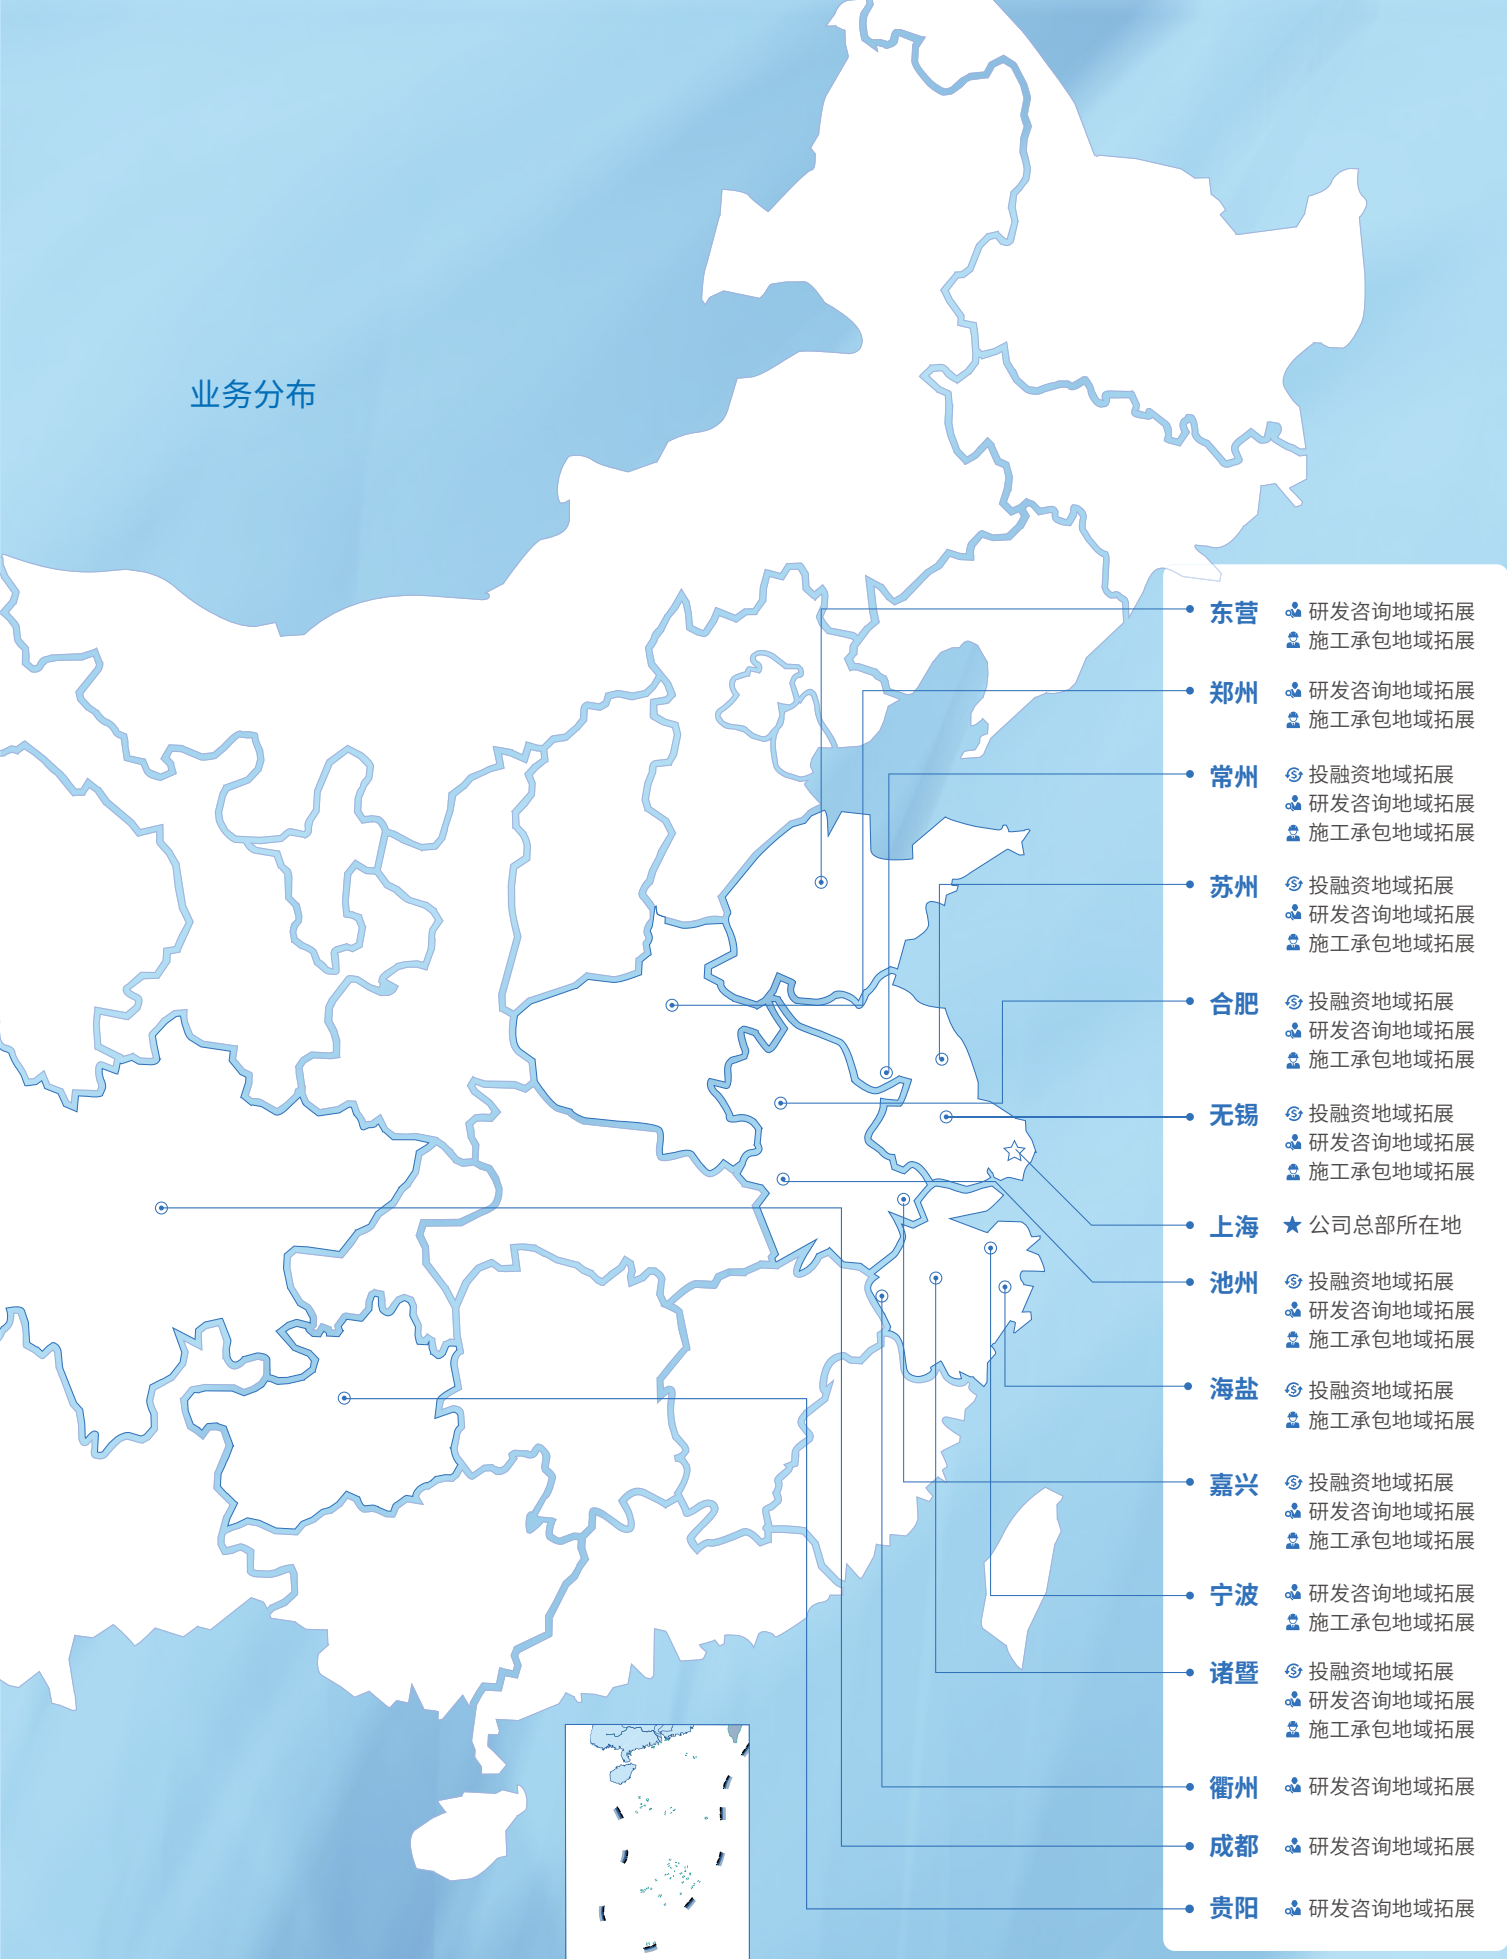 业务分布
东营 研发咨询地域拓展
施工承包地域拓展
郑州 研发咨询地域拓展
施工承包地域拓展
常州 投融资地域拓展
研发咨询地域拓展
施工承包地域拓展
苏州 投融资地域拓展
研发咨询地域拓展
施工承包地域拓展
合肥 投融资地域拓展
研发咨询地域拓展
施工承包地域拓展
无锡 投融资地域拓展
研发咨询地域拓展
施工承包地域拓展
上海 ★ 公司总部所在地
池州 投融资地域拓展
研发咨询地域拓展
施工承包地域拓展
海盐 投融资地域拓展
施工承包地域拓展
嘉兴 投融资地域拓展
研发咨询地域拓展
施工承包地域拓展
宁波 研发咨询地域拓展
施工承包地域拓展
诸暨 投融资地域拓展
研发咨询地域拓展
施工承包地域拓展
衢州 研发咨询地域拓展
成都 研发咨询地域拓展
贵阳 研发咨询地域拓展